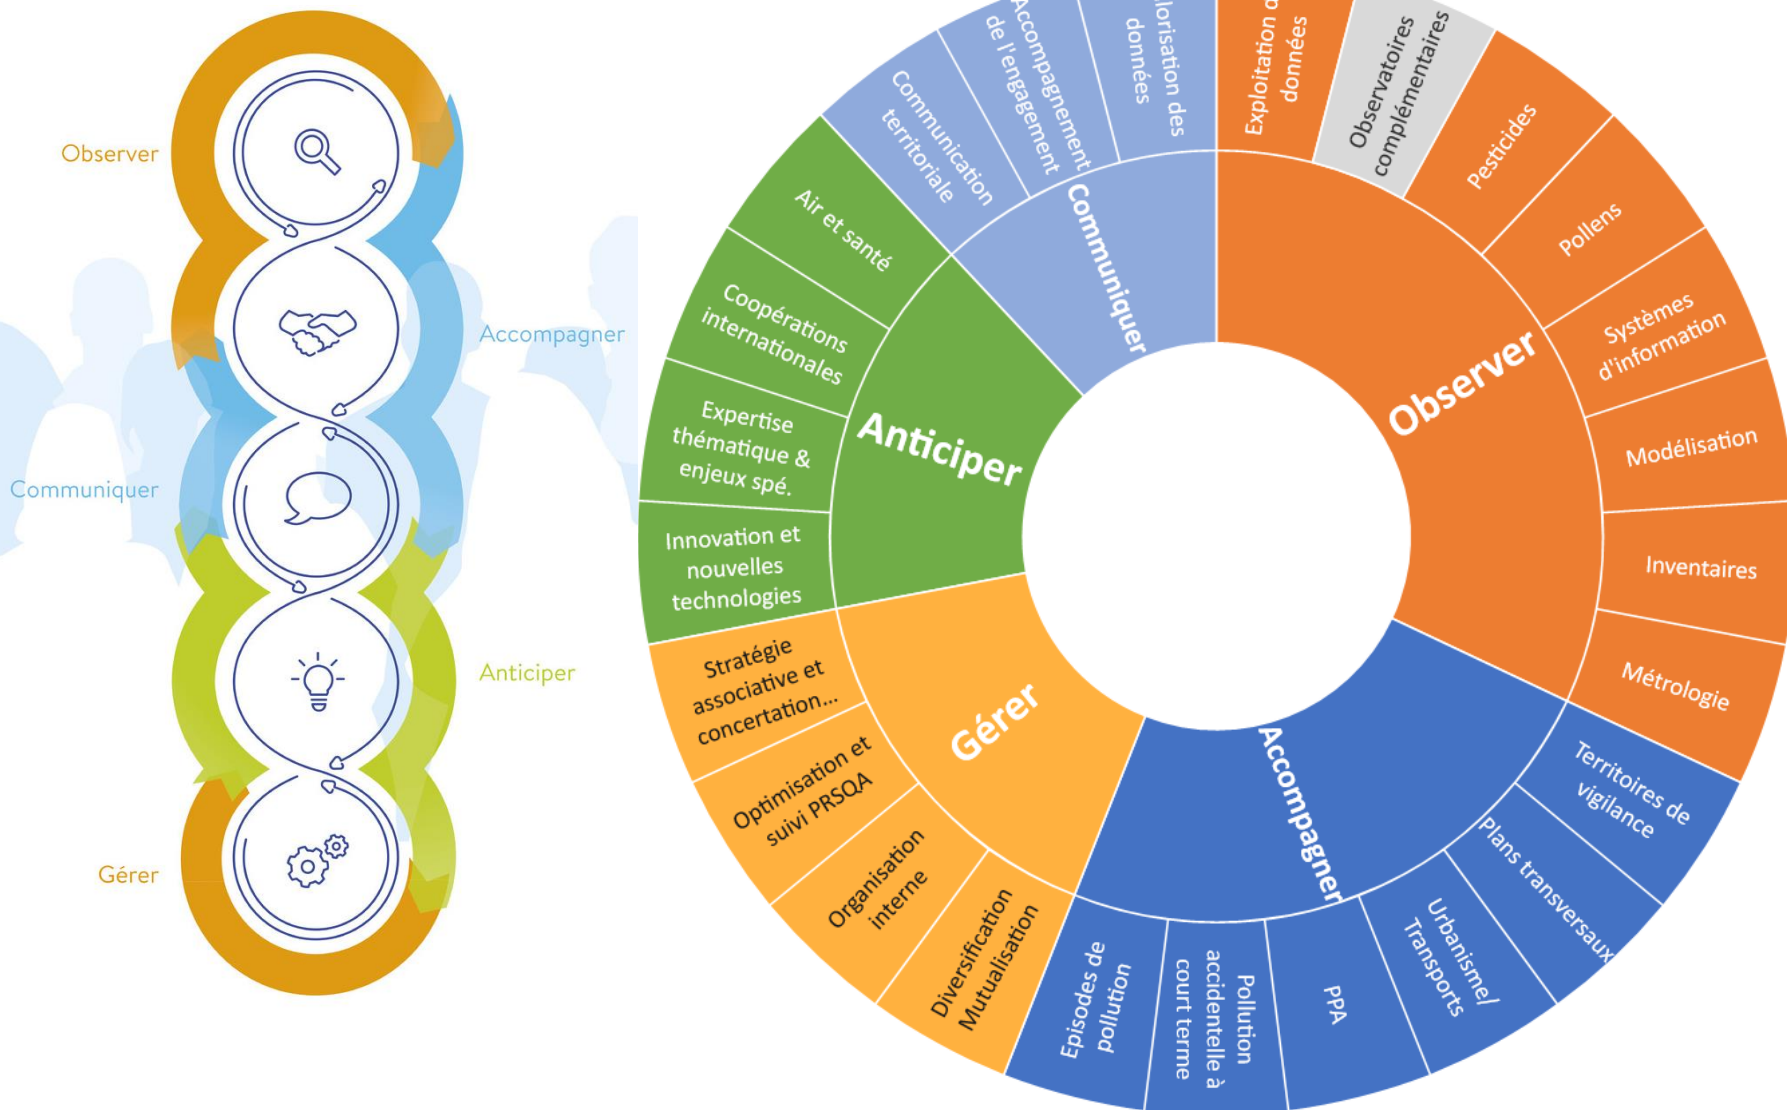 Observer
Accompagner
Communiquer
Anticiper
Gérer
Observer
Exploitation
données
Observatoires
complémentaires
Pesticides
Pollens
Systèmes
d'information
Modélisation
Inventaires
Métrologie
Accompagner
Territoires de
vigilance
Plans transversaux
Urbanisme/
Transports
PPA
Pollution
accidentelle à
court terme
Episodes de
pollution
Gérer
Diversification
Mutualisation
Organisation
interne
Optimisation et
suivi PRSQA
Stratégie
associative et
concertation...
Anticiper
Innovation et
nouvelles
technologies
Expertise
thématique &
enjeux spé.
Coopérations
internationales
Air et santé
Communiquer
Communication
territoriale
Accompagnement
de l'engagement
lorisation des
données